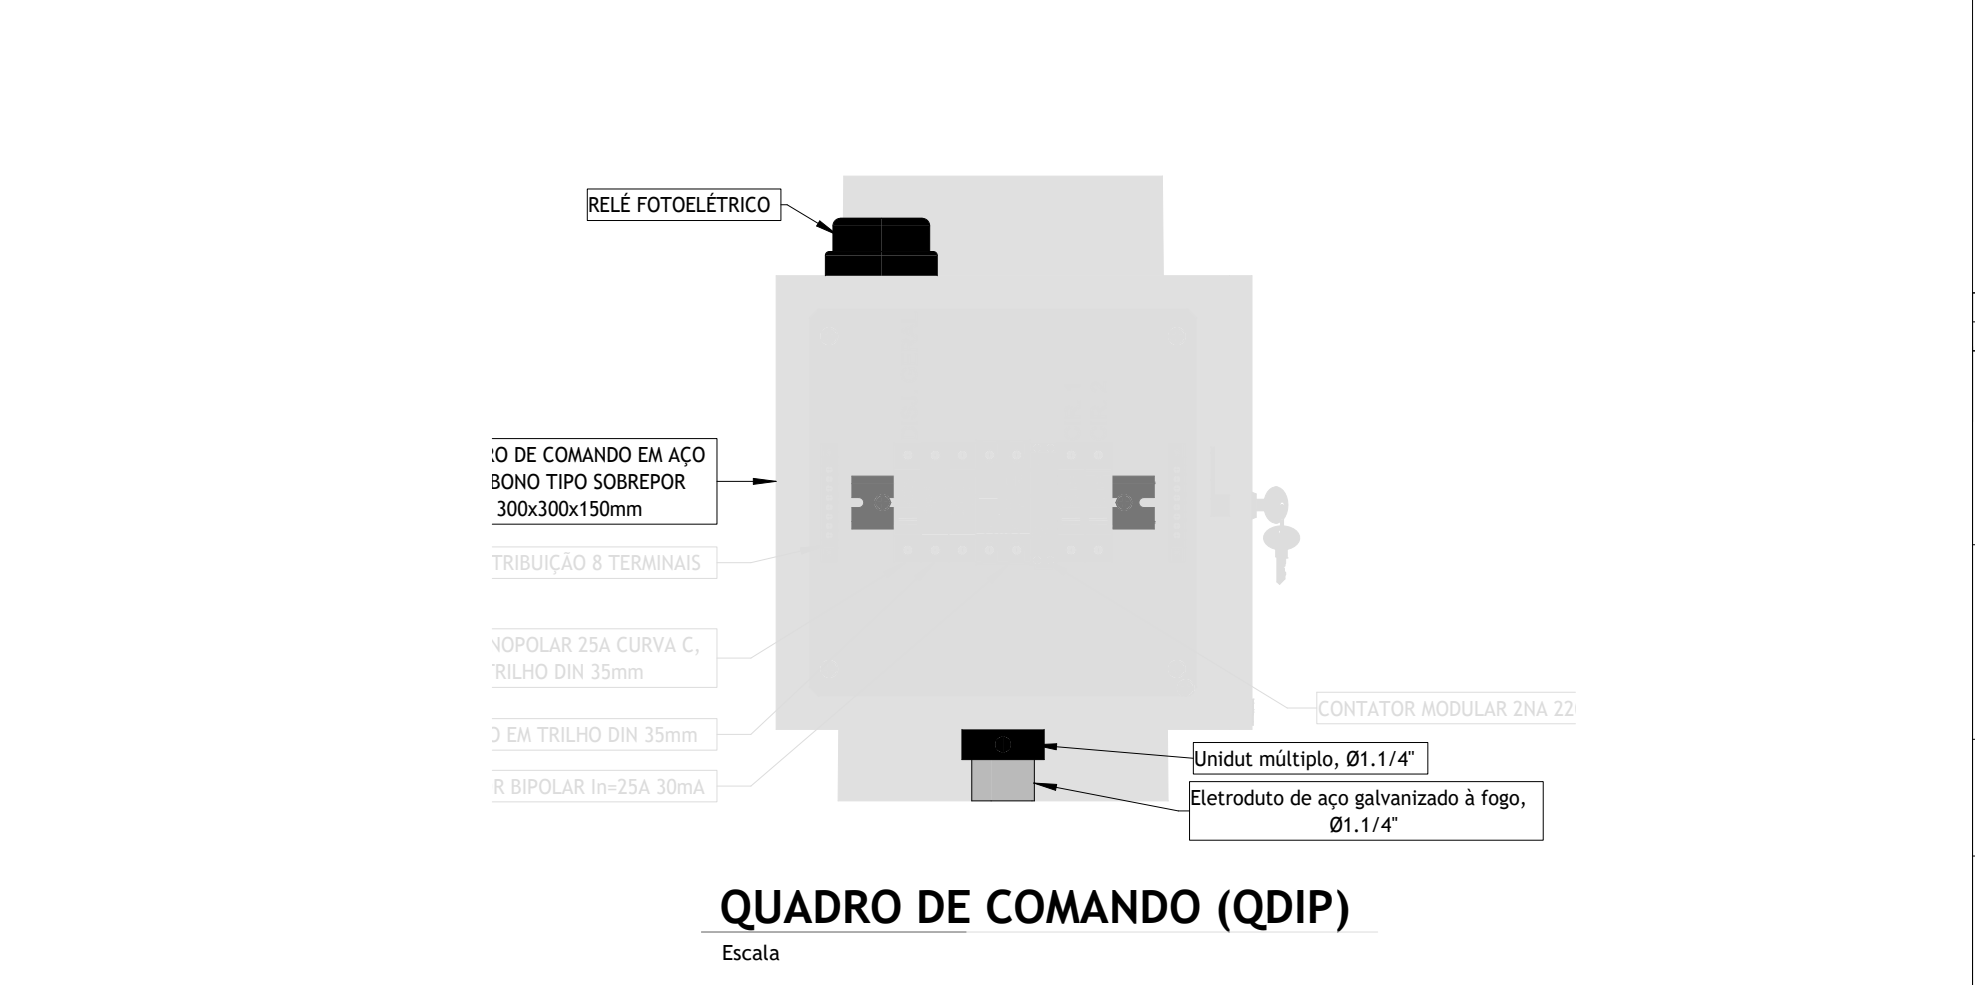 RELÉ FOTOELÉTRICO
DE COMANDO EM AÇO
BONO TIPO SOBREPOR
300x300x150mm
TRIBUIÇÃO 8 TERMINAIS
NOPOLAR 25A CURVA C,
TRILHO DIN 35mm
EM TRILHO DIN 35mm
R BIPOLAR In=25A 30mA
CONTATOR MODULAR 2NA 22
Unidut múltiplo, Ø1.1/4"
Eletroduto de aço galvanizado à fogo,
Ø1.1/4"
QUADRO DE COMANDO (QDIP)
Escala